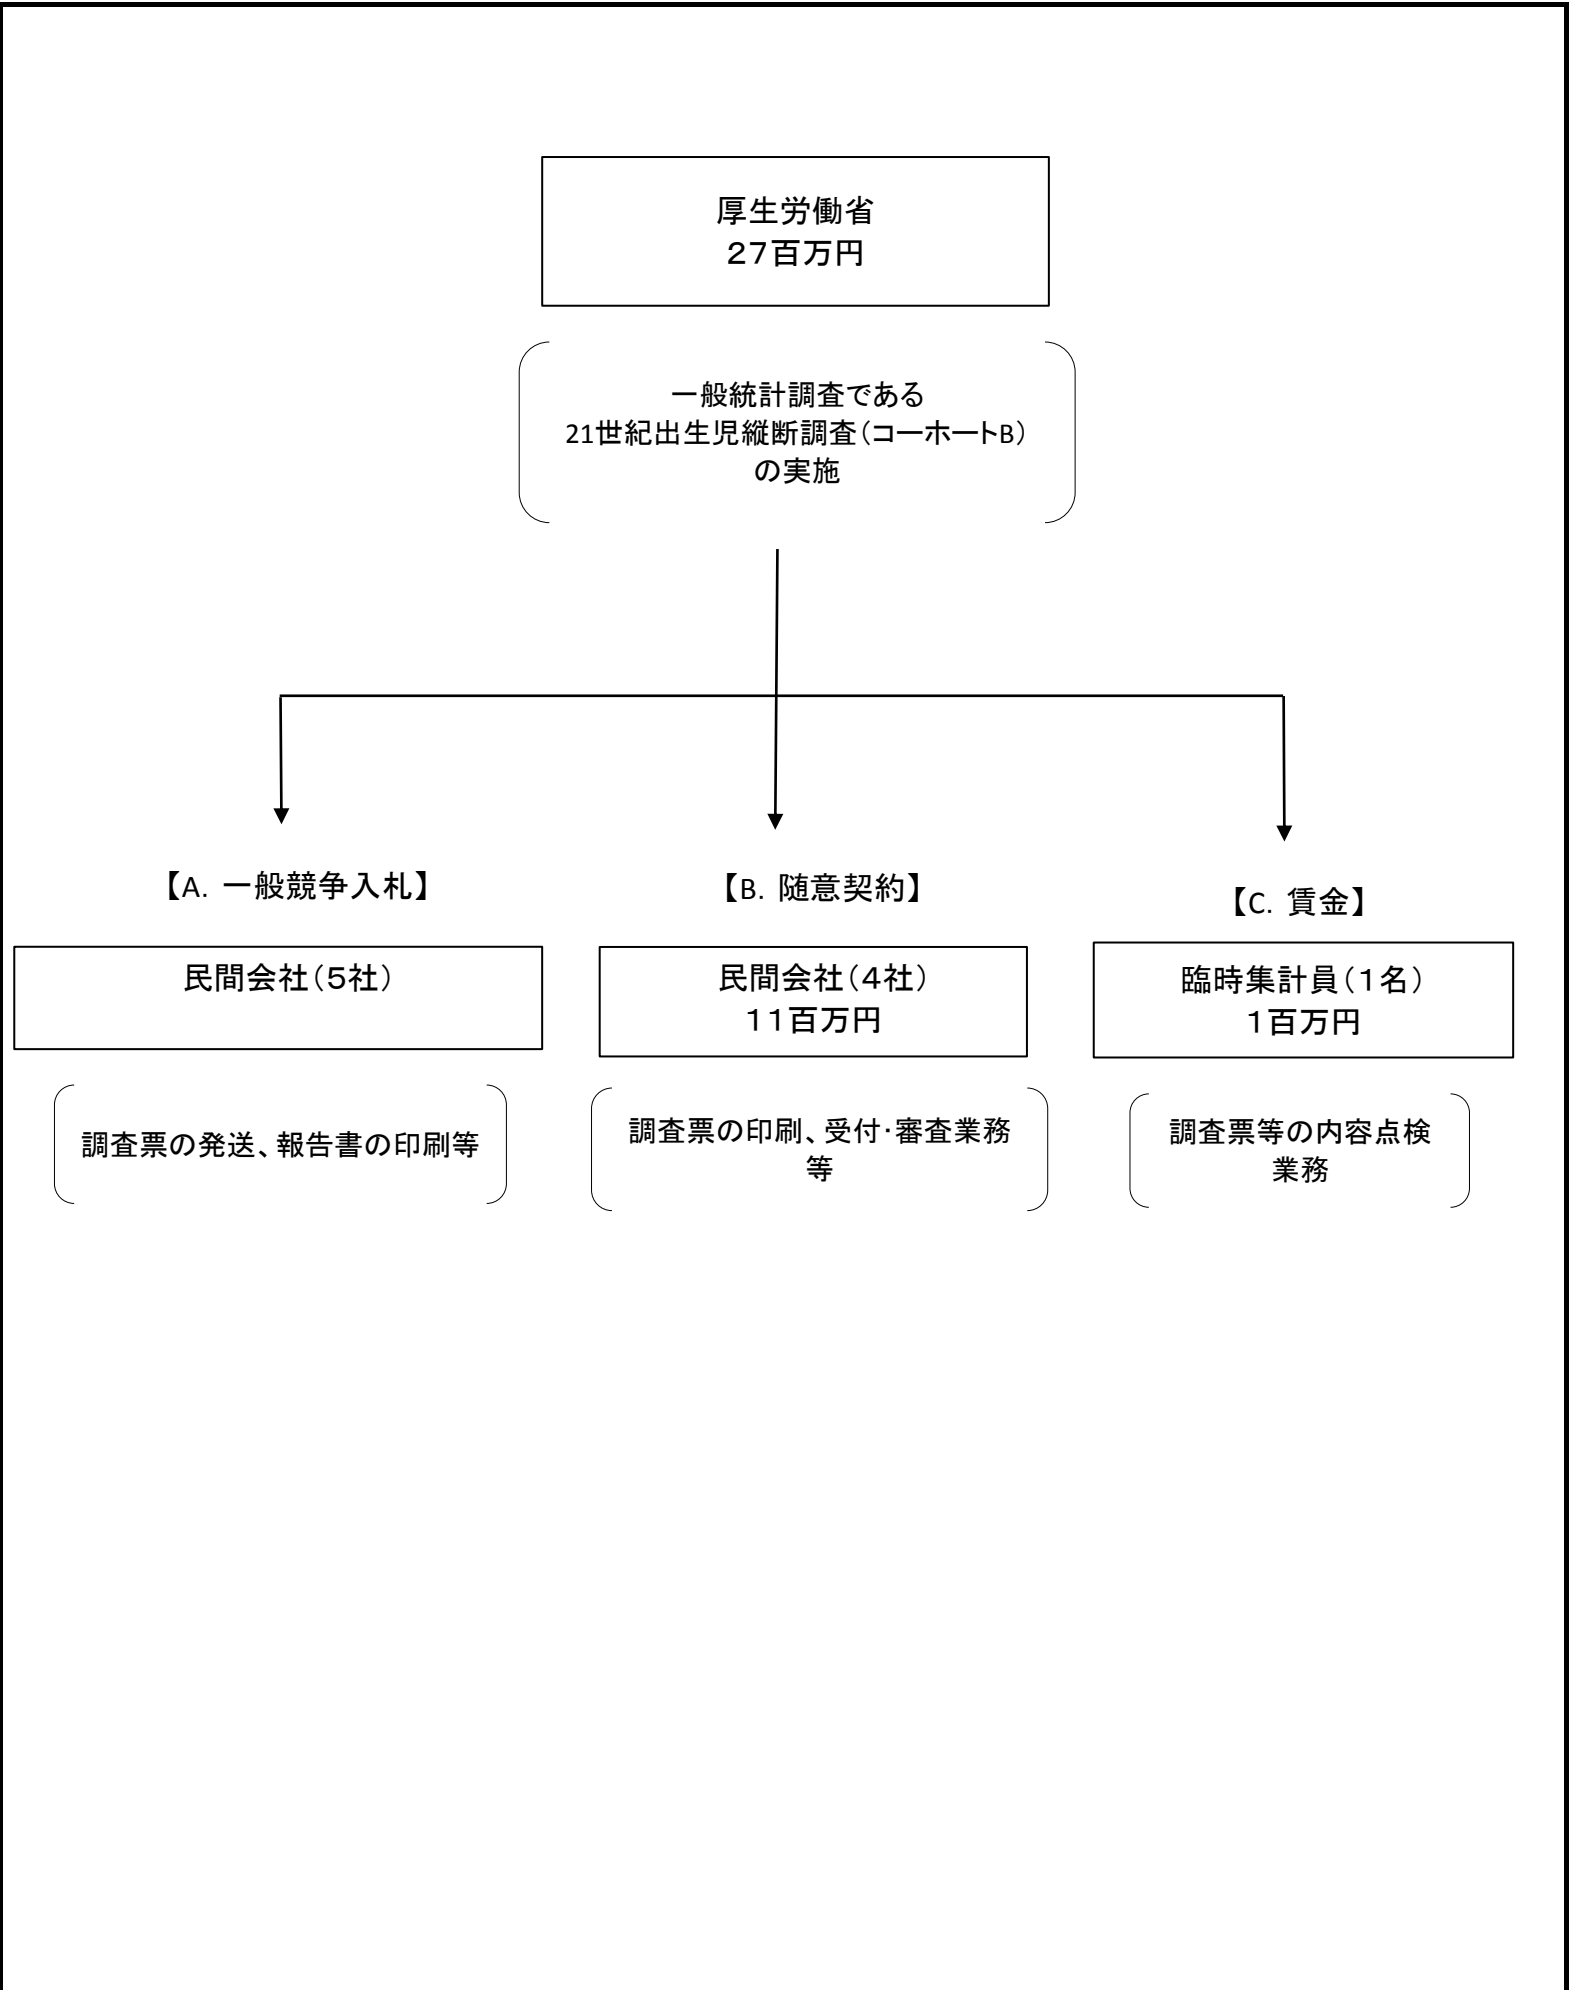 厚生労働省
２７百万円
一般統計調査である
21世紀出生児縦断調査（コーホートB）
の実施
【A．一般競争入札】
【B．随意契約】
【C．賃金】
民間会社（５社）
民間会社（４社）
１１百万円
臨時集計員（１名）
１百万円
調査票の発送、報告書の印刷等
調査票の印刷、受付・審査業務
等
調査票等の内容点検
業務